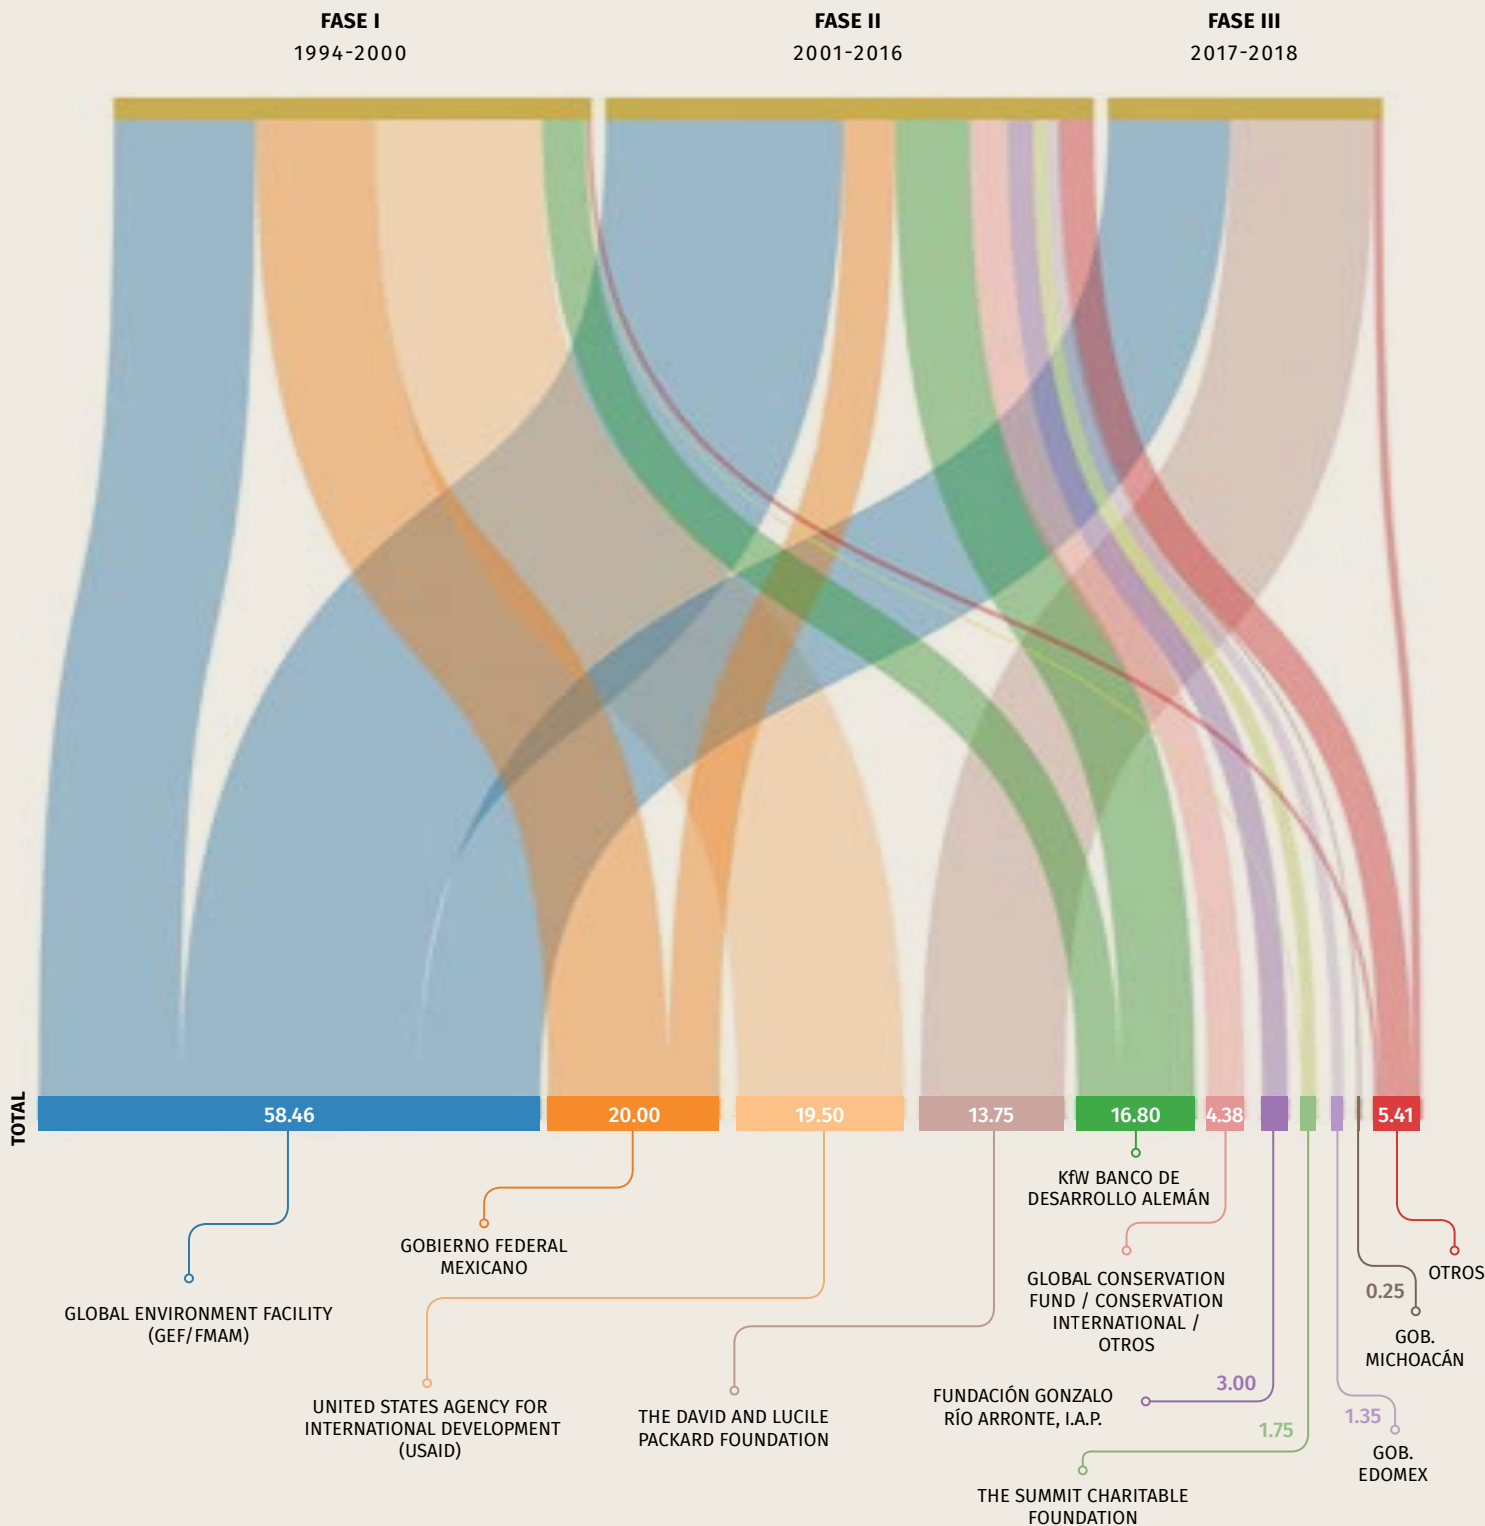 FASE I
1994-2000
FASE II
2001-2016
FASE III
2017-2018
TOTAL
58.46
20.00
19.50
13.75
16.80
4.38
5.41
KfW BANCO DE
DESARROLLO ALEMÁN
GOBIERNO FEDERAL
MEXICANO
GLOBAL ENVIRONMENT FACILITY
(GEF/FMAM)
GLOBAL CONSERVATION
FUND / CONSERVATION
INTERNATIONAL /
OTROS
OTROS
0.25
GOB.
MICHOACÁN
UNITED STATES AGENCY FOR
INTERNATIONAL DEVELOPMENT
(USAID)
THE DAVID AND LUCILE
PACKARD FOUNDATION
3.00
FUNDACIÓN GONZALO
RÍO ARRONTE, I.A.P.
1.35
GOB.
EDOMEX
1.75
THE SUMMIT CHARITABLE
FOUNDATION